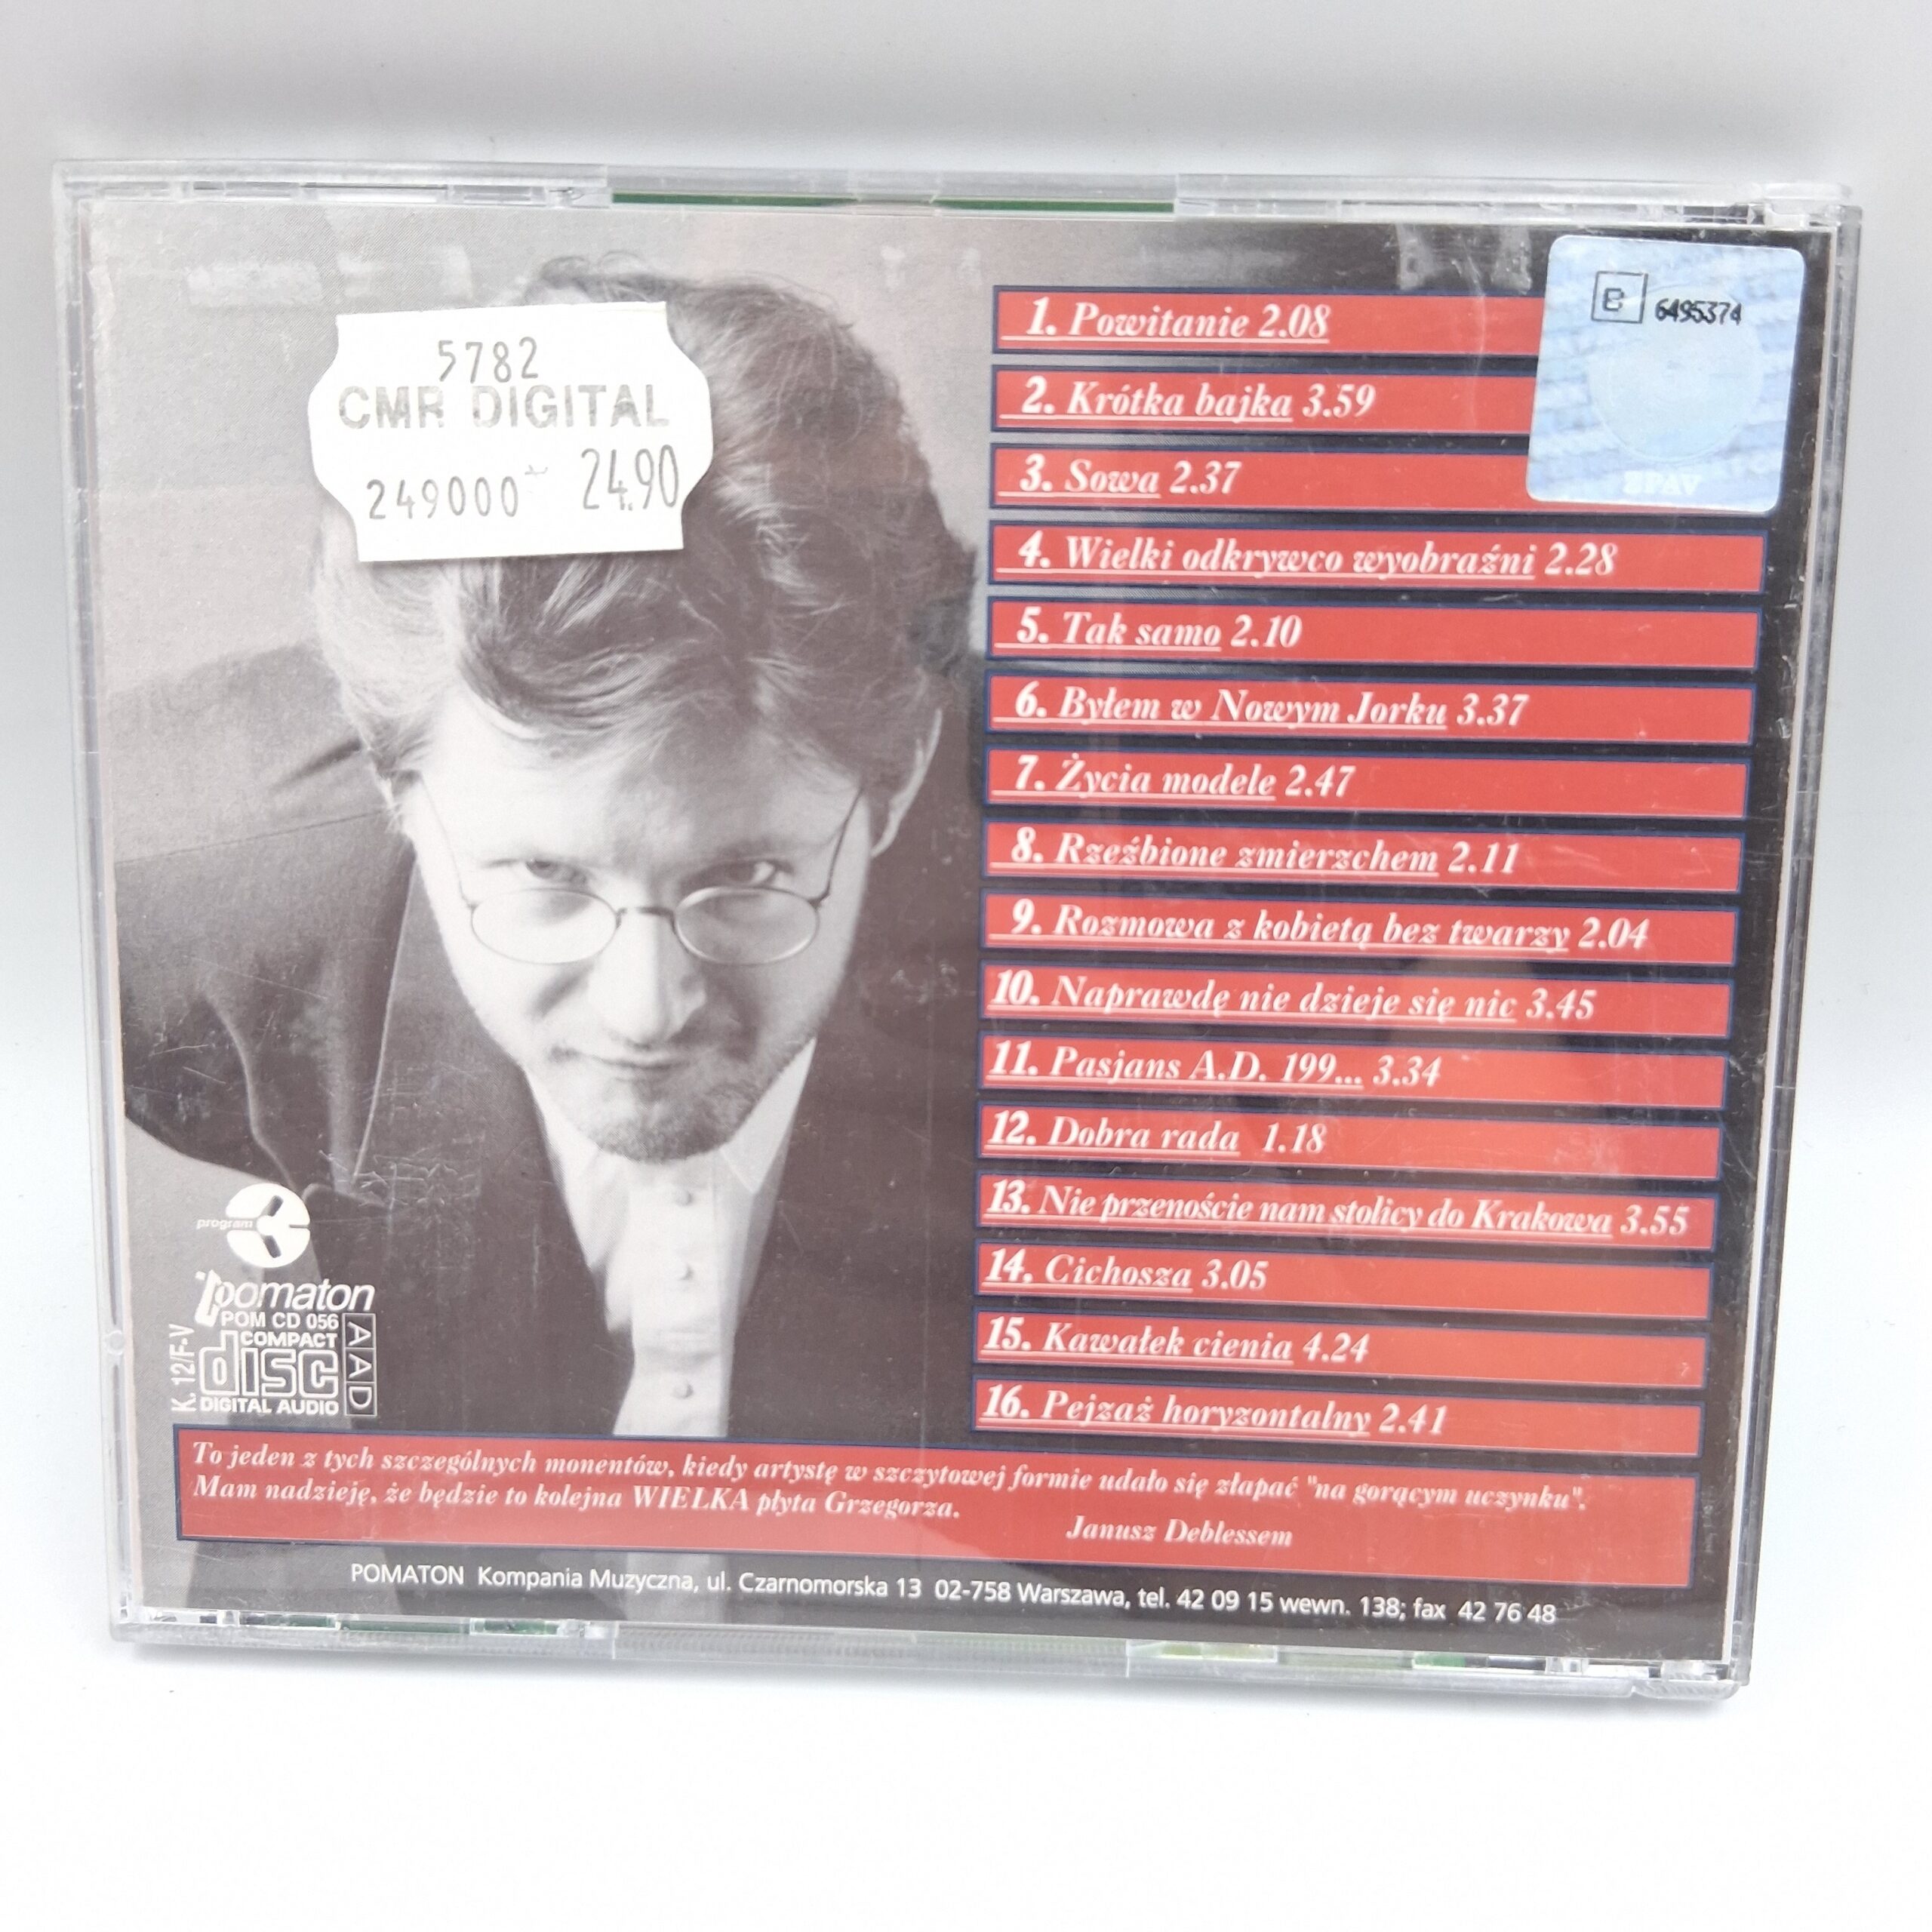 5782
CMR DIGITAL
249000 24.90
B 6495374
ZPAV
1. Powitanie 2.08
2. Krótka bajka 3.59
3. Sowa 2.37
4. Wielki odkrywco wyobraźni 2.28
5. Tak samo 2.10
6. Byłem w Nowym Jorku 3.37
7. Życia modele 2.47
8. Rzeźbione zmierzchem 2.11
9. Rozmowa z kobietą bez twarzy 2.04
10. Naprawdę nie dzieje się nic 3.45
11. Pasjans A.D. 199... 3.34
12. Dobra rada 1.18
13. Nie przenoście nam stolicy do Krakowa 3.55
14. Cichosza 3.05
15. Kawałek cienia 4.24
16. Pejzaż horyzontalny 2.41
program 3
pomaton
POM CD 056
COMPACT
disc
DIGITAL AUDIO
AAD
K. 12/F-V
To jeden z tych szczególnych monentów, kiedy artystę w szczytowej formie udało się złapać "na gorącym uczynku".
Mam nadzieję, że będzie to kolejna WIELKA płyta Grzegorza.
Janusz Deblessem
POMATON Kompania Muzyczna, ul. Czarnomorska 13 02-758 Warszawa, tel. 42 09 15 wewn. 138; fax 42 76 48